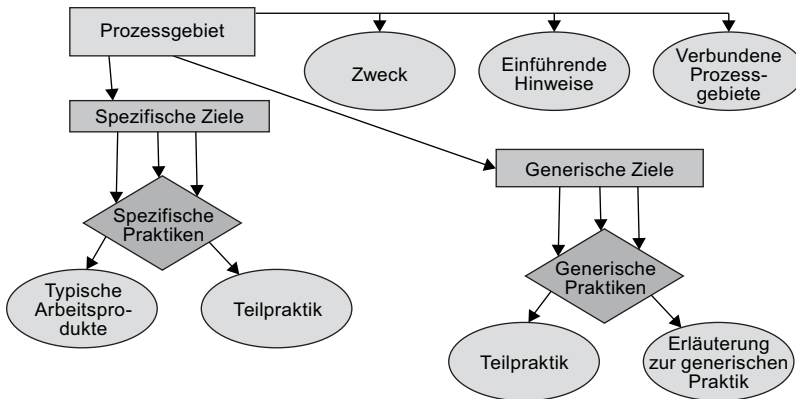 Prozessgebiet
Zweck
Einführende
Hinweise
Verbundene
Prozess-
gebiete
Spezifische Ziele
Generische Ziele
Spezifische
Praktiken
Generische
Praktiken
Typische
Arbeitspro-
dukte
Teilpraktik
Teilpraktik
Erläuterung
zur generischen
Praktik